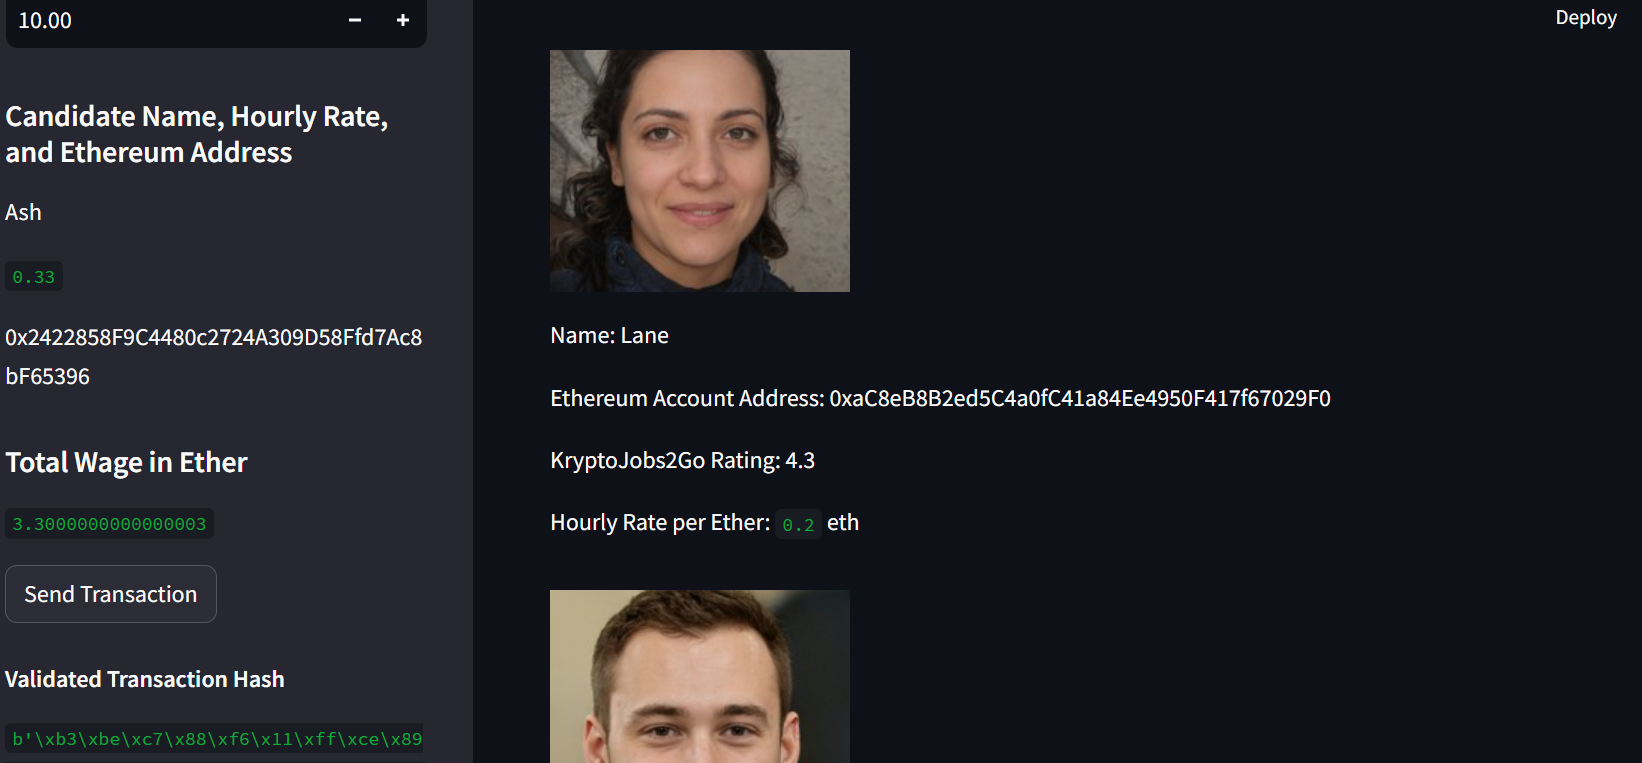 10.00
Candidate Name, Hourly Rate,
and Ethereum Address
Ash
0.33
0x2422858F9C4480c2724A309D58Ffd7Ac8
bF65396
Total Wage in Ether
3.3000000000000003
Send Transaction
Validated Transaction Hash
b'\xb3\xbe\xc7\x88\xf6\x11\xff\xce\x89
Deploy
Name: Lane
Ethereum Account Address: 0xaC8eB8B2ed5C4a0fC41a84Ee4950F417f67029F0
KryptoJobs2Go Rating: 4.3
Hourly Rate per Ether: 0.2 eth